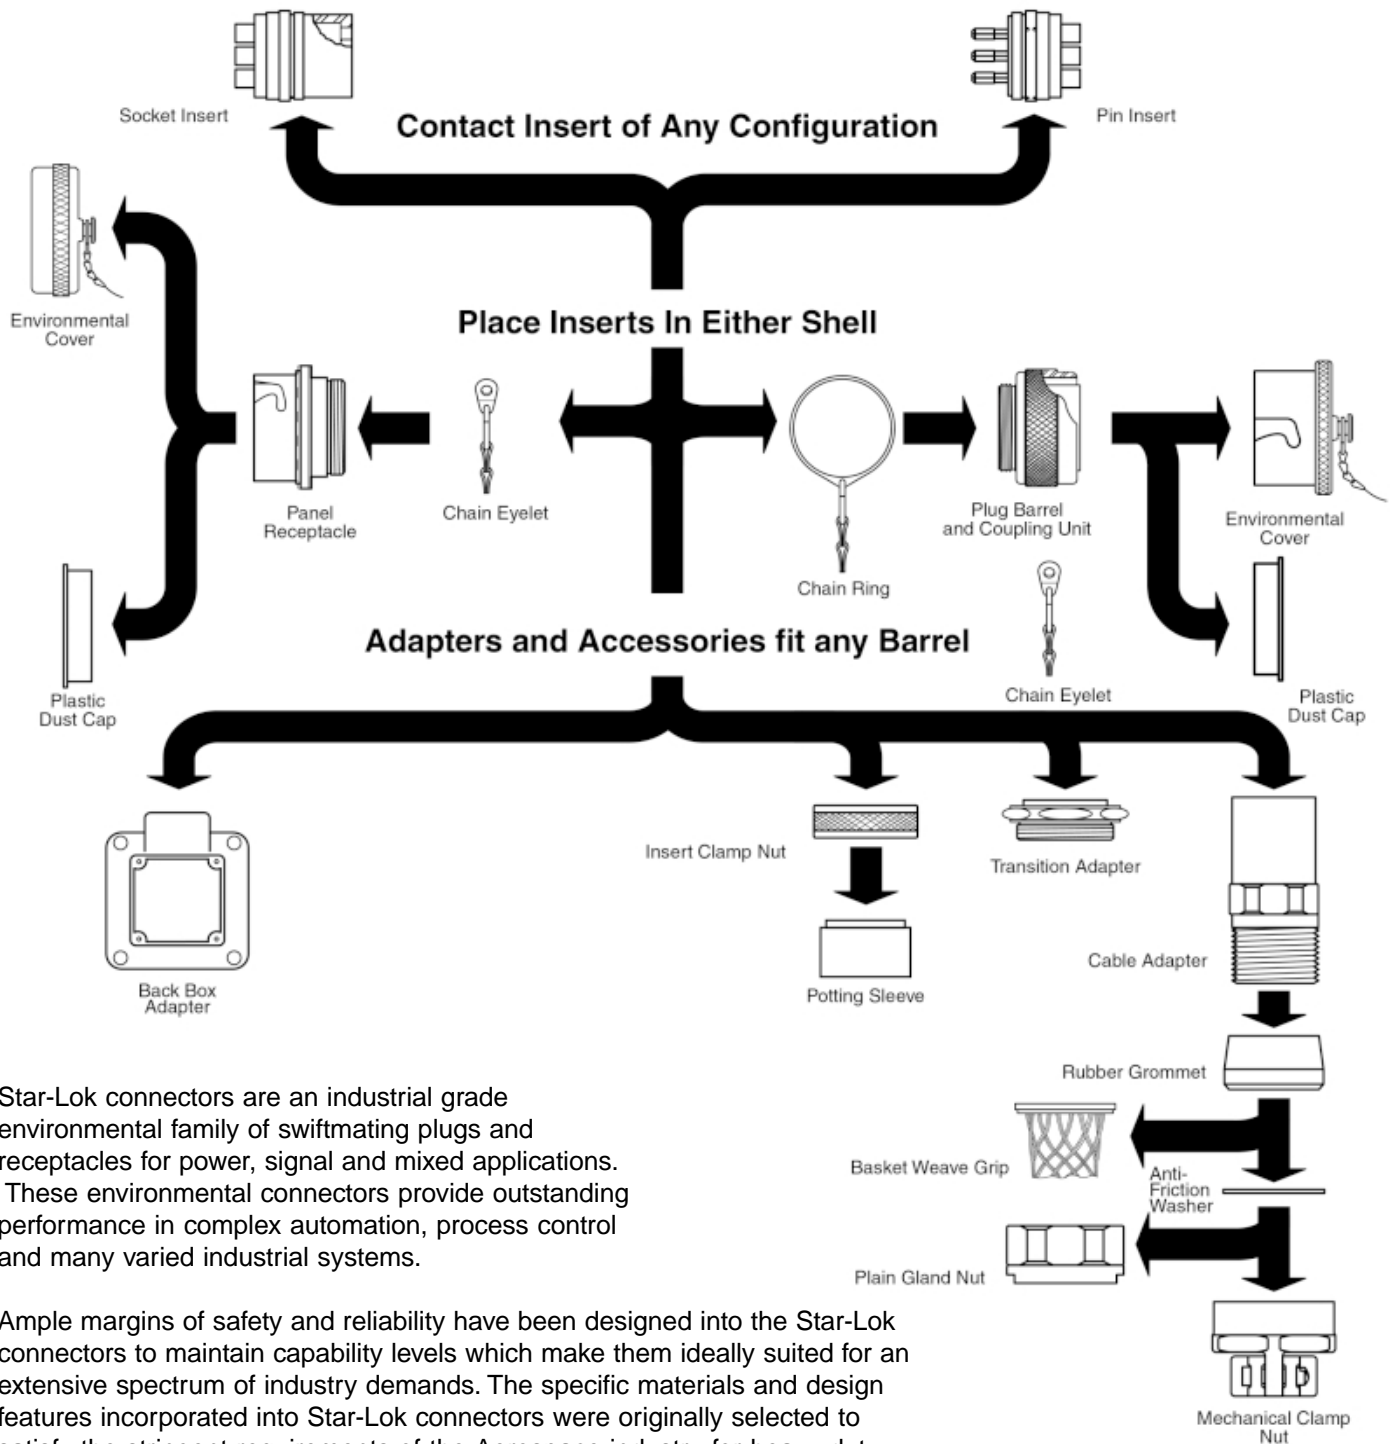 Socket Insert
Contact Insert of Any Configuration
Pin Insert
Environmental
Cover
Place Inserts In Either Shell
Panel
Receptacle
Chain Eyelet
Chain Ring
Plug Barrel
and Coupling Unit
Environmental
Cover
Plastic
Dust Cap
Adapters and Accessories fit any Barrel
Chain Eyelet
Plastic
Dust Cap
Back Box
Adapter
Insert Clamp Nut
Potting Sleeve
Transition Adapter
Cable Adapter
Rubber Grommet
Basket Weave Grip
Anti-
Friction
Washer
Plain Gland Nut
Mechanical Clamp
Nut
Star-Lok connectors are an industrial grade
environmental family of swiftmating plugs and
receptacles for power, signal and mixed applications.
These environmental connectors provide outstanding
performance in complex automation, process control
and many varied industrial systems.
Ample margins of safety and reliability have been designed into the Star-Lok
connectors to maintain capability levels which make them ideally suited for an
extensive spectrum of industry demands. The specific materials and design
features incorporated into Star-Lok connectors were originally selected to